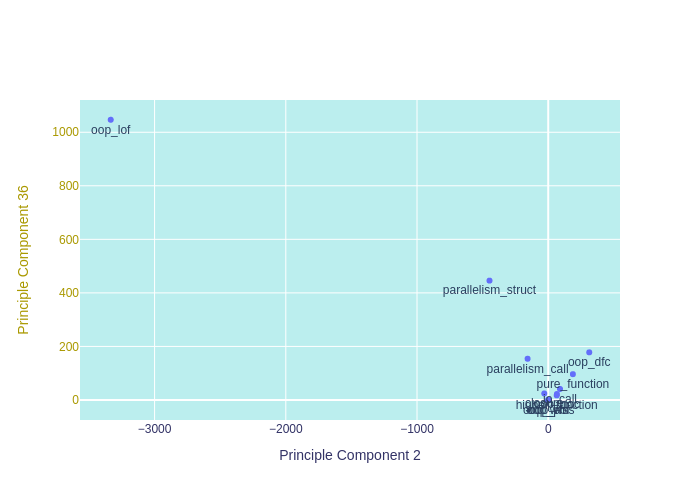 oop_lof
parallelism_struct
parallelism_call
oop_dfc
pure_function
1000
800
600
400
200
0
−3000
−2000
−1000
0
Principle Component 2
Principle Component 36